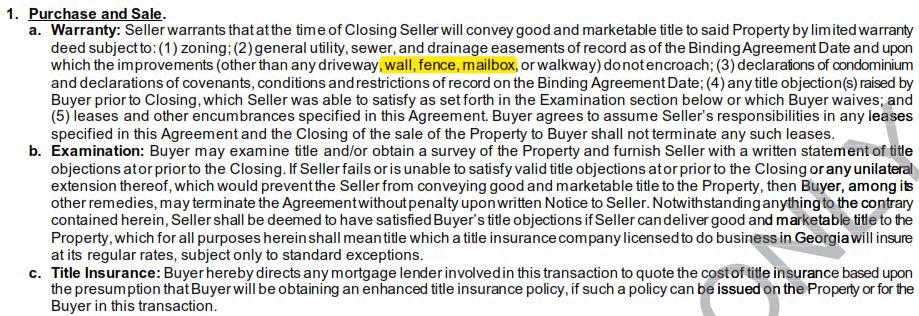 1. Purchase and Sale.
a. Warranty: Seller warrants that at the time of Closing Seller will convey good and marketable title to said Property by limited warranty
deed subject to: (1) zoning; (2) general utility, sewer, and drainage easements of record as of the Binding Agreement Date and upon
which the improvements (other than any driveway, wall, fence, mailbox, or walkway) do not encroach; (3) declarations of condominium
and declarations of covenants, conditions and restrictions of record on the Binding Agreement Date; (4) any title objection(s) raised by
Buyer prior to Closing, which Seller was able to satisfy as set forth in the Examination section below or which Buyer waives; and
(5) leases and other encumbrances specified in this Agreement. Buyer agrees to assume Seller's responsibilities in any leases
specified in this Agreement and the Closing of the sale of the Property to Buyer shall not terminate any such leases.
b. Examination: Buyer may examine title and/or obtain a survey of the Property and furnish Seller with a written statement of title
objections at or prior to the Closing. If Seller fails or is unable to satisfy valid title objections at or prior to the Closing or any unilateral
extension thereof, which would prevent the Seller from conveying good and marketable title to the Property, then Buyer, among its
other remedies, may terminate the Agreement without penalty upon written Notice to Seller. Notwithstanding anything to the contrary
contained herein, Seller shall be deemed to have satisfied Buyer's title objections if Seller can deliver good and marketable title to the
Property, which for all purposes herein shall mean title which a title insurance company licensed to do business in Georgia will insure
at its regular rates, subject only to standard exceptions.
c. Title Insurance: Buyer hereby directs any mortgage lender involved in this transaction to quote the cost of title insurance based upon
the presumption that Buyer will be obtaining an enhanced title insurance policy, if such a policy can be issued on the Property or for the
Buyer in this transaction.
ONLY